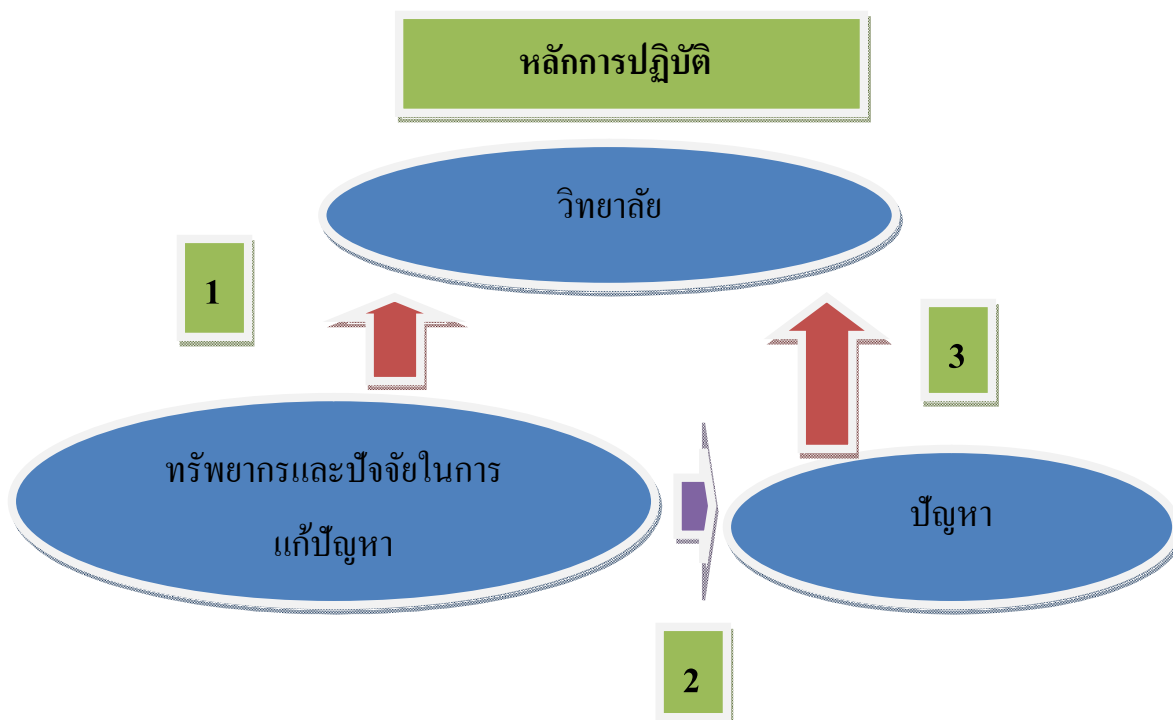 หลักการปฏิบัติ
วิทยาลัย
1
3
ทรัพยากรและปัจจัยในการ
แก้ปัญหา
ปัญหา
2